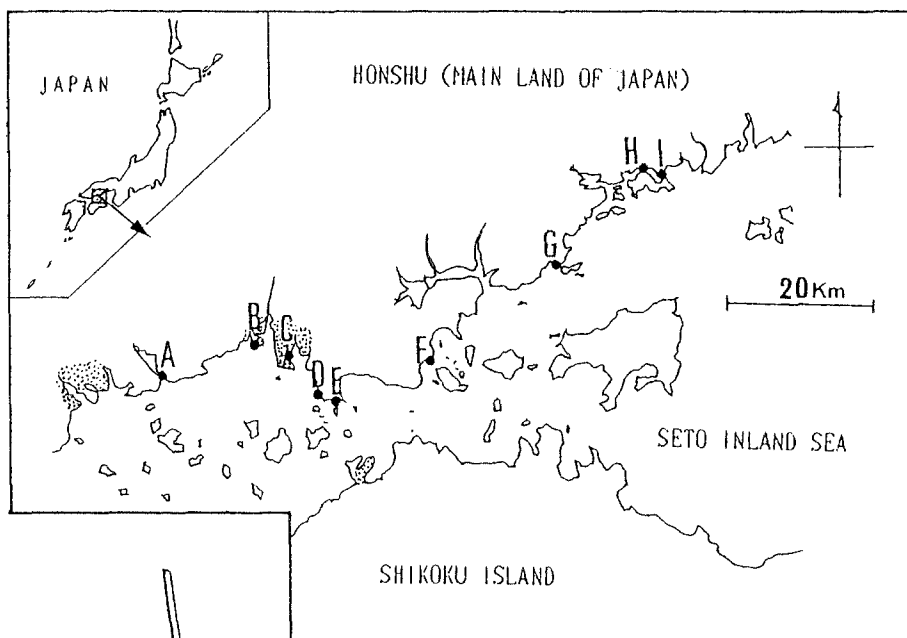 JAPAN
HONSHU (MAIN LAND OF JAPAN)
H I
G
20Km
B
C
A
F
D E
SETO INLAND SEA
SHIKOKU ISLAND